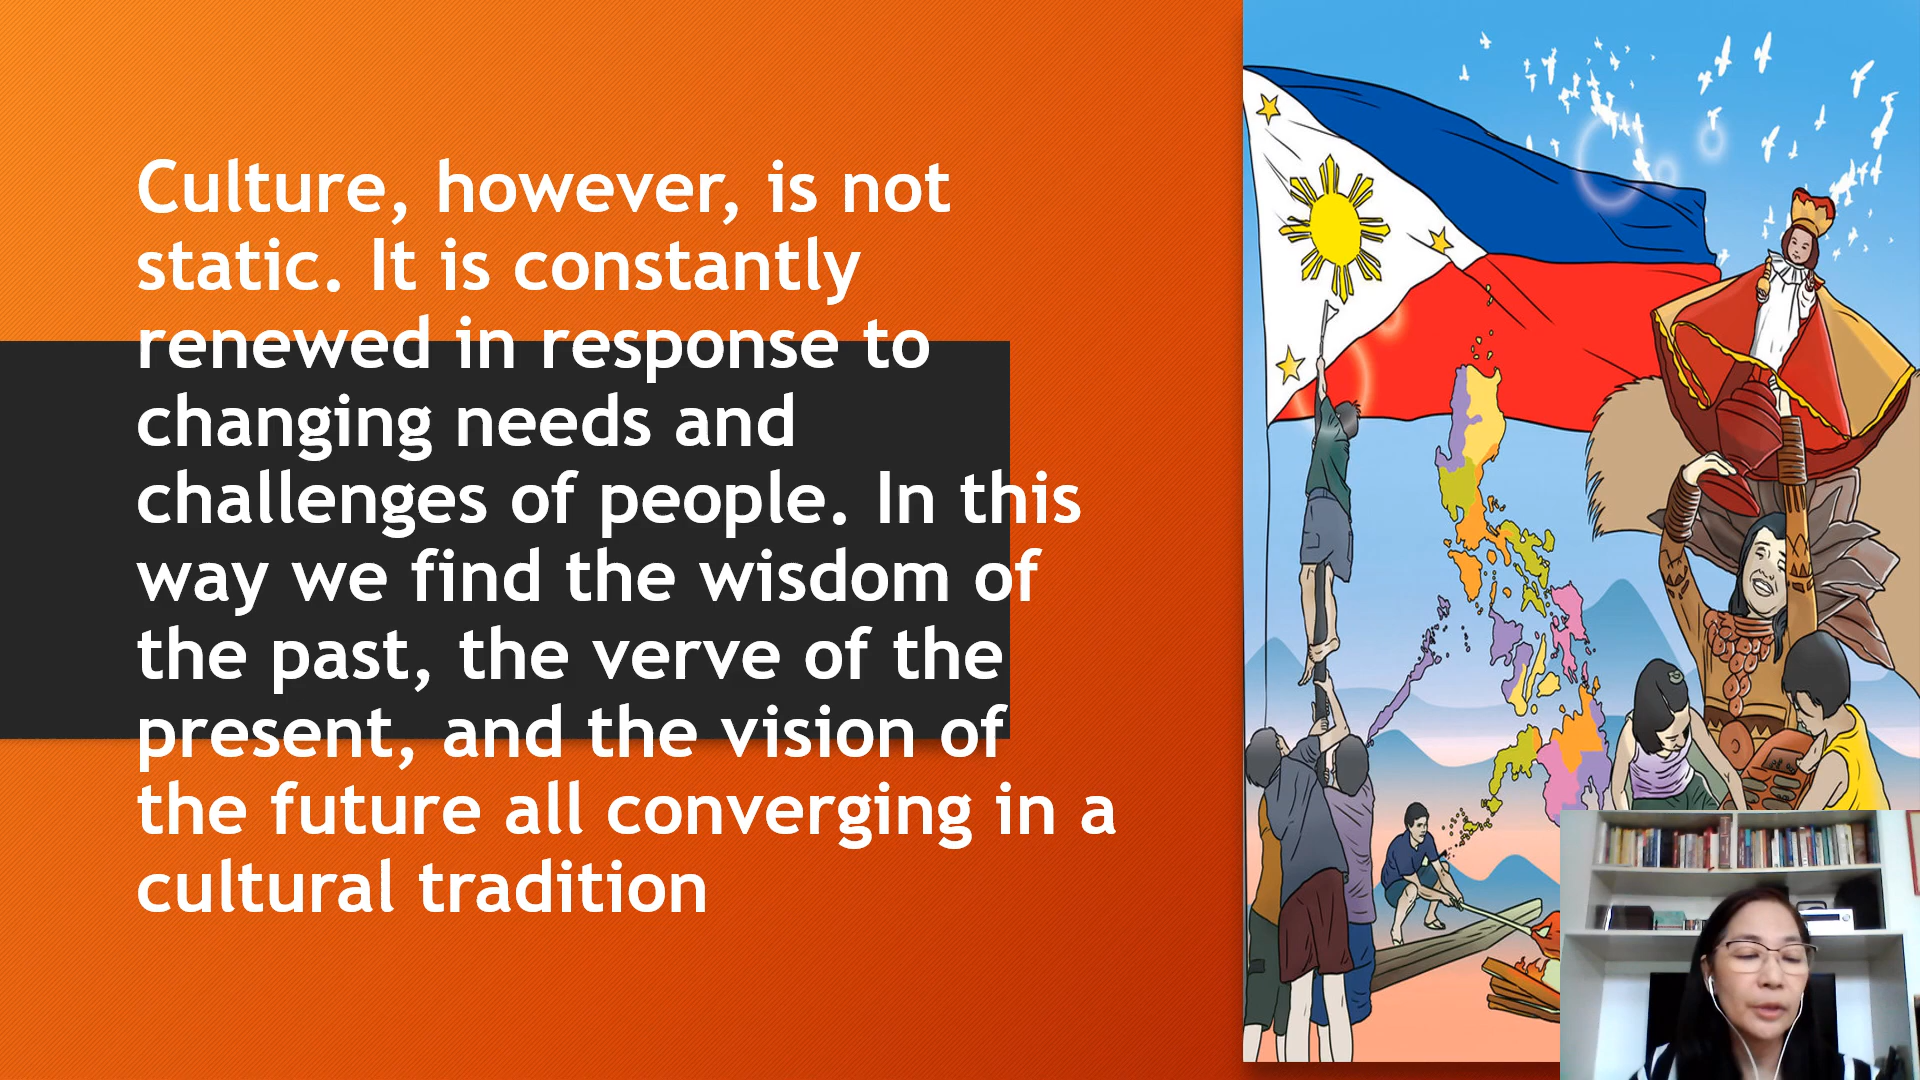 Culture, however, is not
static. It is constantly
renewed in response to
changing needs and
challenges of people. In this
way we find the wisdom of
the past, the verve of the
present, and the vision of
the future all converging in a
cultural tradition